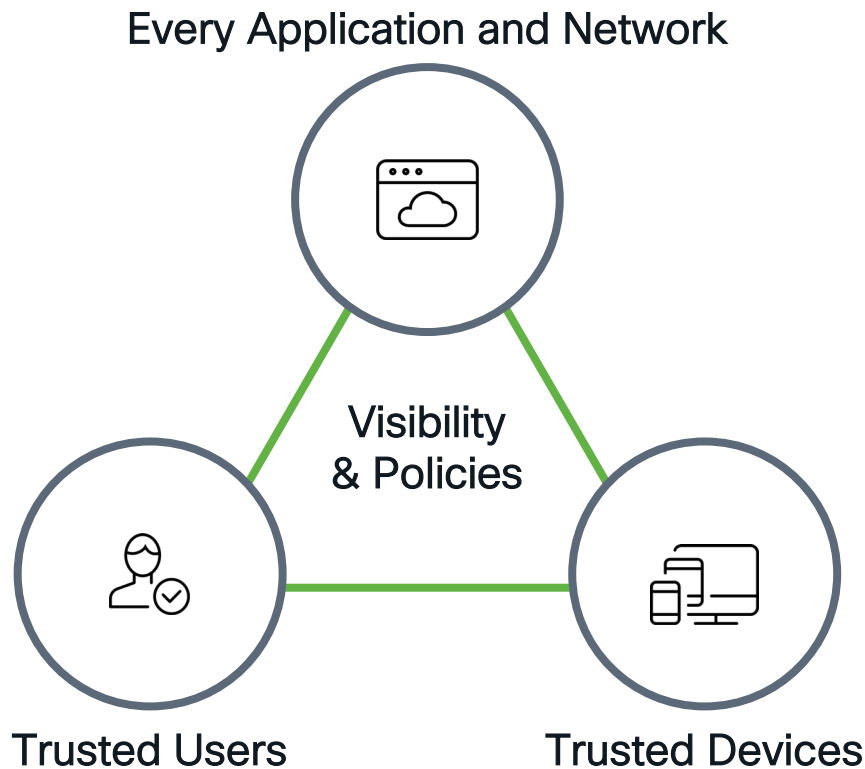 Every Application and Network
Visibility
& Policies
Trusted Users
Trusted Devices